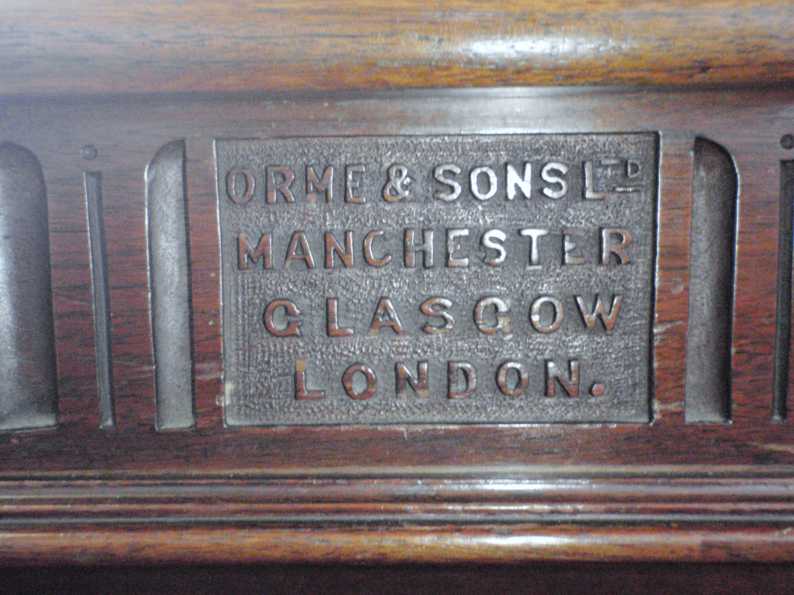 ORME & SONS LTD
MANCHESTER
GLASGOW
LONDON.